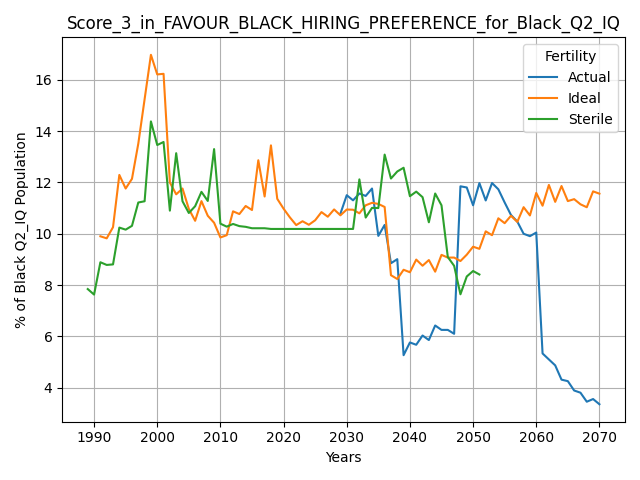 Score_3_in_FAVOUR_BLACK_HIRING_PREFERENCE_for_Black_Q2_IQ
% of Black Q2_IQ Population
16
14
12
10
8
6
4
Fertility
Actual
Ideal
Sterile
1990 2000 2010 2020 2030 2040 2050 2060 2070
Years